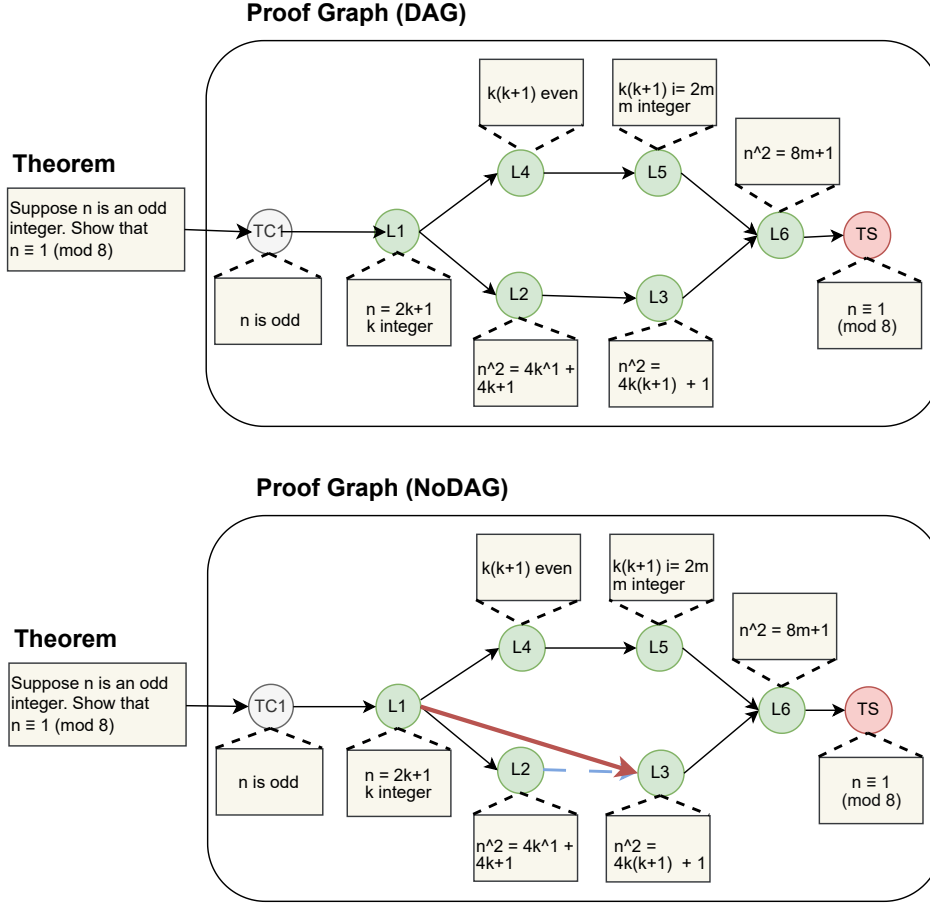 Proof Graph (DAG)
k(k+1) even
k(k+1) i= 2m
m integer
n^2 = 8m+1
Theorem
Suppose n is an odd
integer. Show that
n ≡ 1 (mod 8)
L4
L5
TC1
L1
L6
TS
L2
L3
n is odd
n = 2k+1
k integer
n^2 = 4k^1 +
4k+1
n^2 =
4k(k+1) + 1
n ≡ 1
(mod 8)
Proof Graph (NoDAG)
k(k+1) even
k(k+1) i= 2m
m integer
n^2 = 8m+1
Theorem
Suppose n is an odd
integer. Show that
n ≡ 1 (mod 8)
L4
L5
TC1
L1
L6
TS
L2
L3
n is odd
n = 2k+1
k integer
n^2 = 4k^1 +
4k+1
n^2 =
4k(k+1) + 1
n ≡ 1
(mod 8)